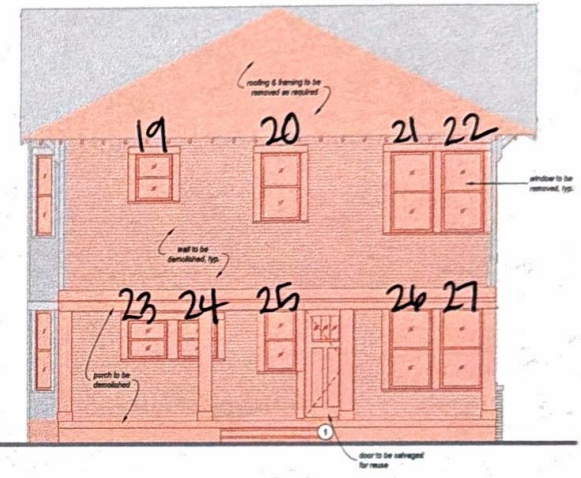 roofing & framing to be
removed as required
19 20 21 22
window to be
removed, typ.
wall to be
demolished, typ.
23 24 25 26 27
porch to be
demolished
1
door to be salvaged
for reuse